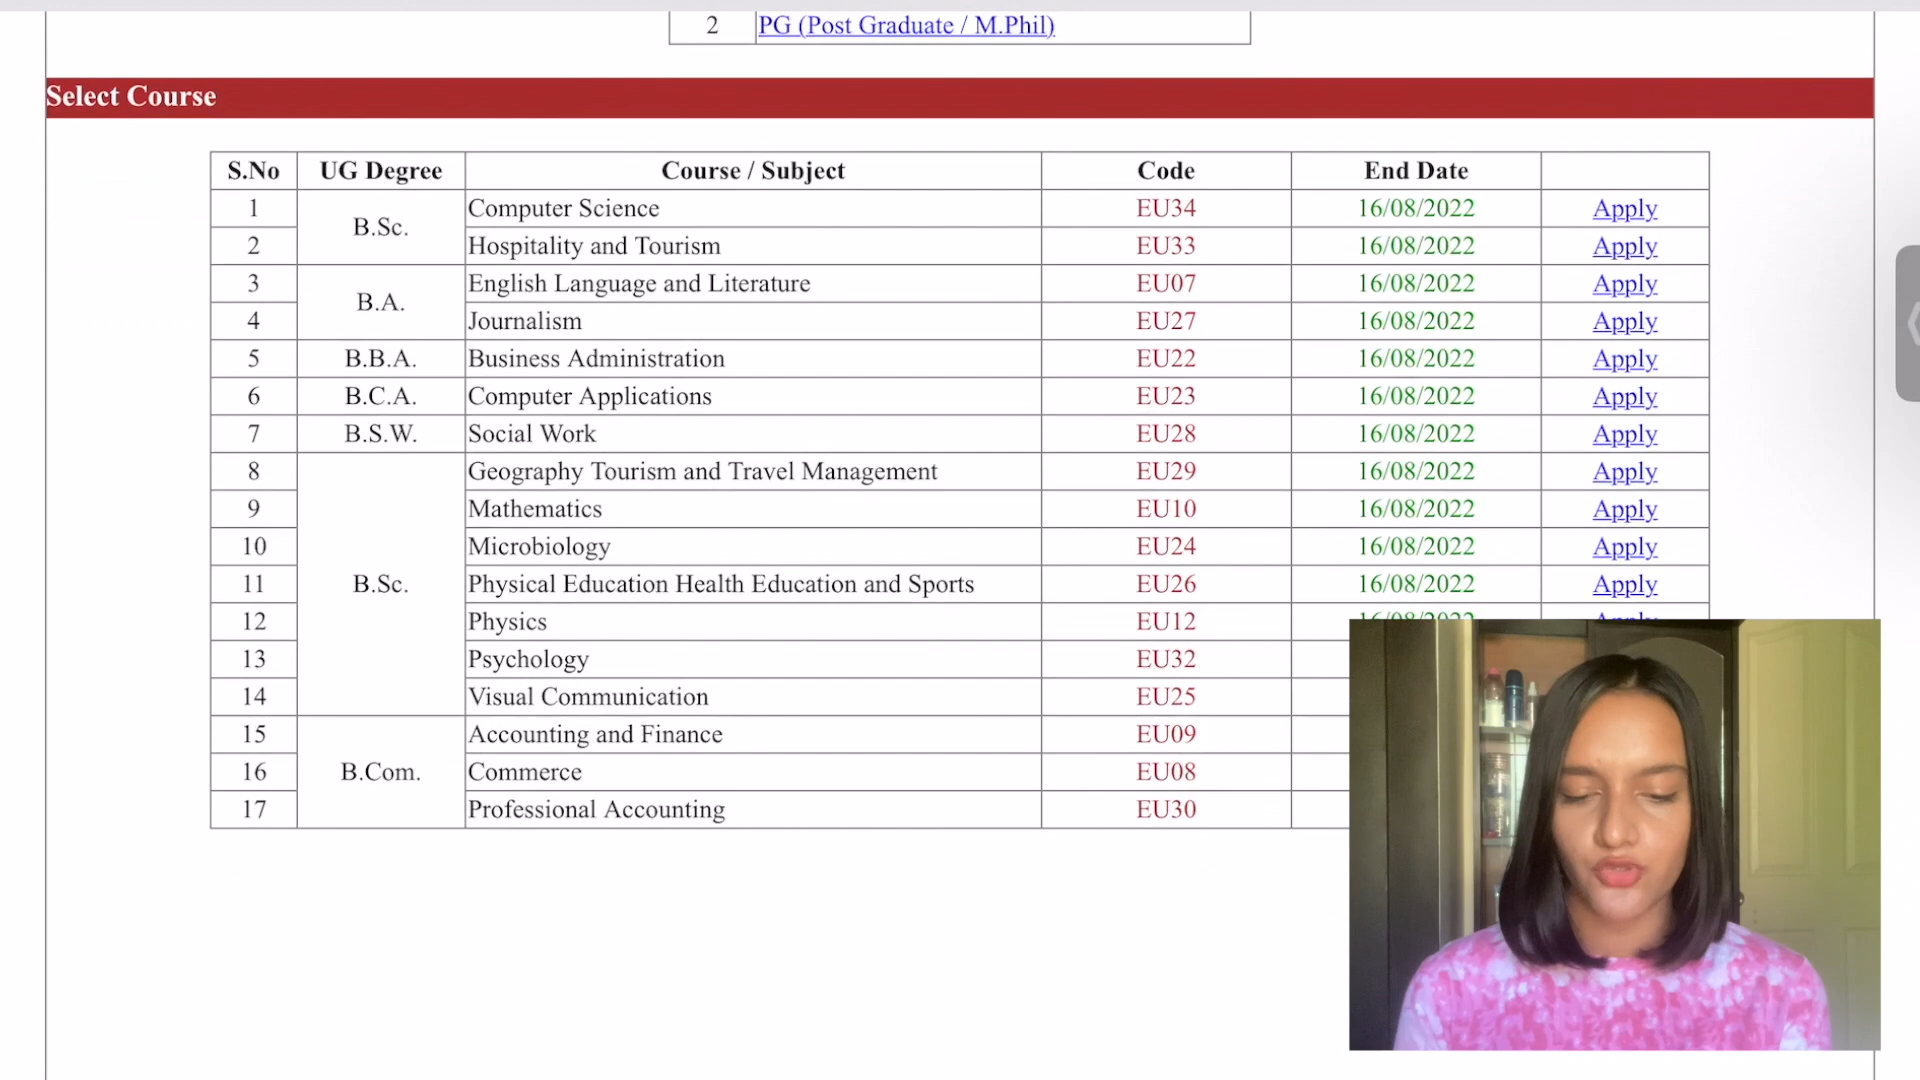 2 PG (Post Graduate / M.Phil)
Select Course
S.No UG Degree Course / Subject Code End Date
1 B.Sc. Computer Science EU34 16/08/2022 Apply
2 Hospitality and Tourism EU33 16/08/2022 Apply
3 B.A. English Language and Literature EU07 16/08/2022 Apply
4 Journalism EU27 16/08/2022 Apply
5 B.B.A. Business Administration EU22 16/08/2022 Apply
6 B.C.A. Computer Applications EU23 16/08/2022 Apply
7 B.S.W. Social Work EU28 16/08/2022 Apply
8 Geography Tourism and Travel Management EU29 16/08/2022 Apply
9 Mathematics EU10 16/08/2022 Apply
10 Microbiology EU24 16/08/2022 Apply
11 B.Sc. Physical Education Health Education and Sports EU26 16/08/2022 Apply
12 Physics EU12 16/08/2022 Apply
13 Psychology EU32
14 Visual Communication EU25
15 Accounting and Finance EU09
16 B.Com. Commerce EU08
17 Professional Accounting EU30